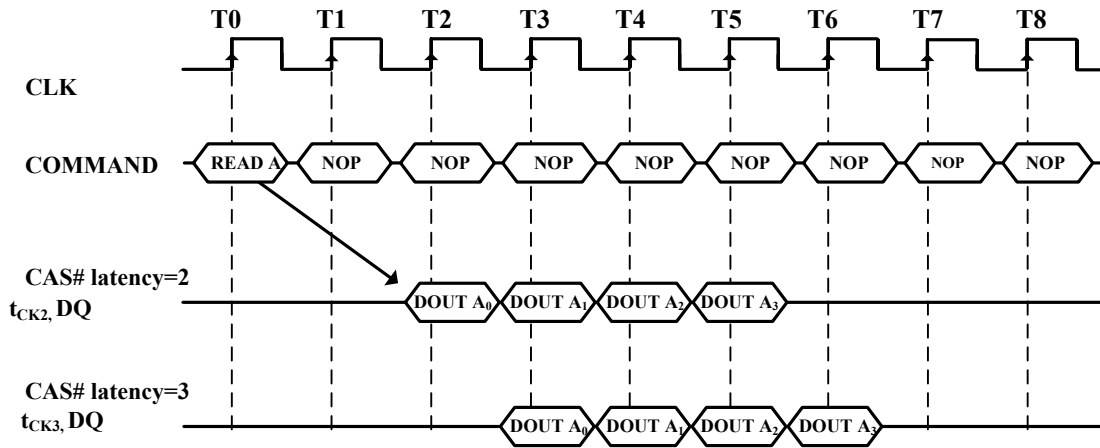 T0 T1 T2 T3 T4 T5 T6 T7 T8
CLK
COMMAND READ A NOP NOP NOP NOP NOP NOP NOP NOP
CAS# latency=2
tCK2, DQ DOUT A0 DOUT A1 DOUT A2 DOUT A3
CAS# latency=3
tCK3, DQ DOUT A0 DOUT A1 DOUT A2 DOUT A3